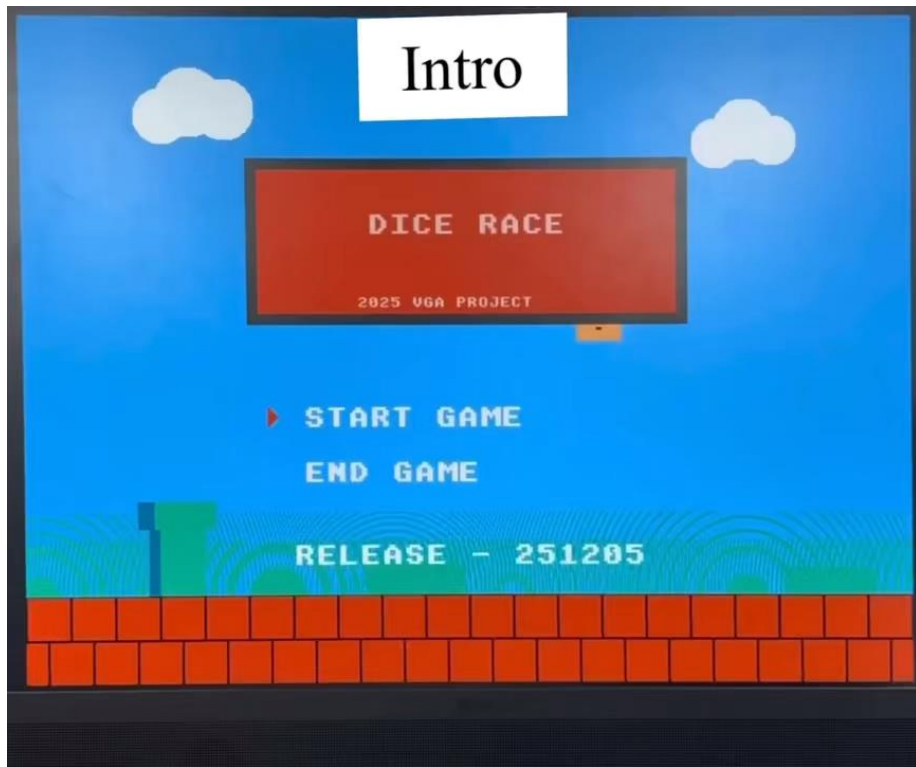 Intro
DICE RACE
2025 VGA PROJECT
START GAME
END GAME
RELEASE - 251205